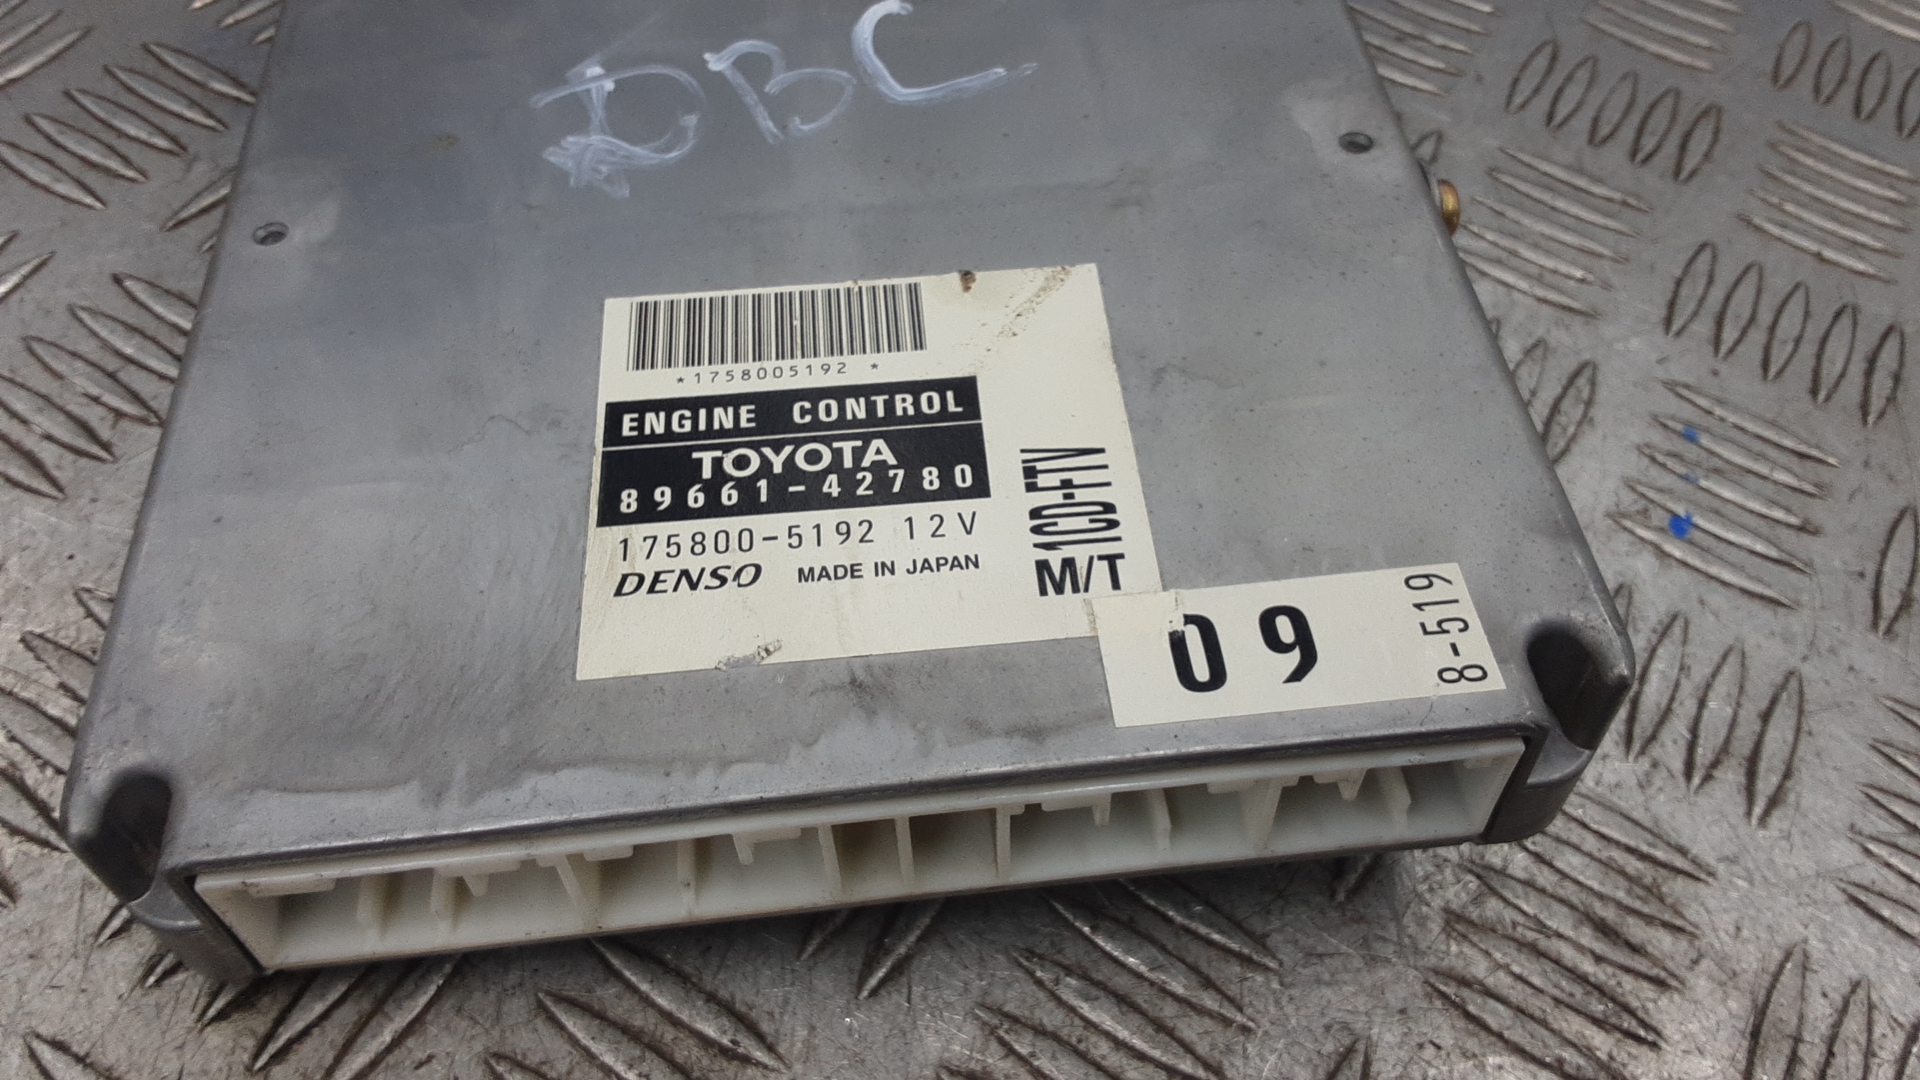 DBC
*1758005192 *
ENGINE CONTROL
TOYOTA
89661-42780
175800-5192 12V
DENSO MADE IN JAPAN
1CD-FTV
M/T
09
8-519